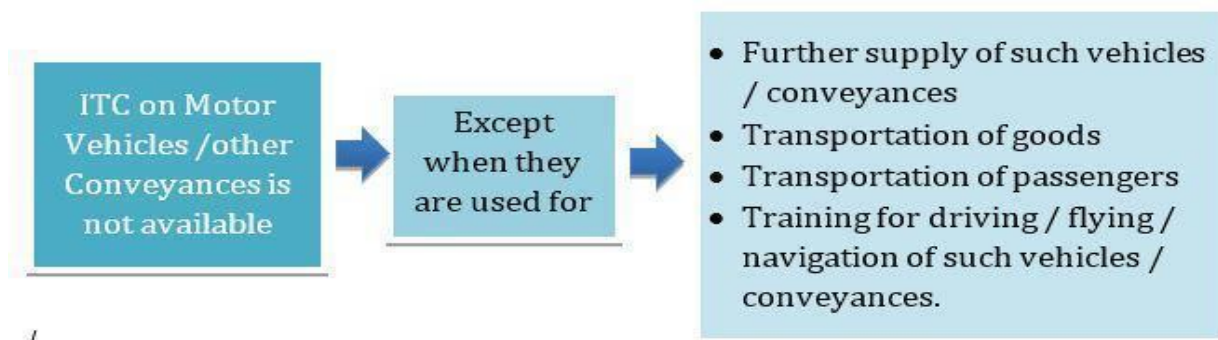 ITC on Motor
Vehicles /other
Conveyances is
not available
Except
when they
are used for
• Further supply of such vehicles
/ conveyances
• Transportation of goods
• Transportation of passengers
• Training for driving / flying /
navigation of such vehicles /
conveyances.